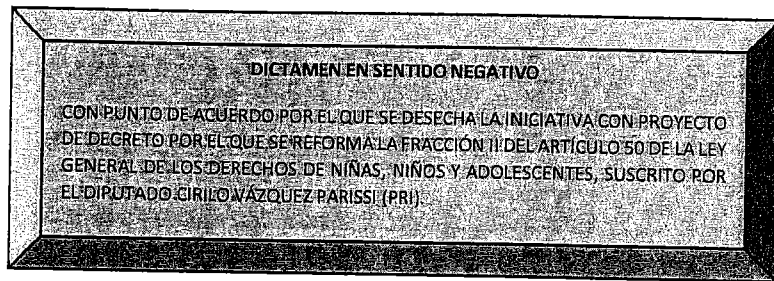 DICTAMEN EN SENTIDO NEGATIVO
CON PUNTO DE ACUERDO POR EL QUE SE DESECHA LA INICIATIVA CON PROYECTO
DE DECRETO POR EL QUE SE REFORMA LA FRACCIÓN II DEL ARTÍCULO 50 DE LA LEY
GENERAL DE LOS DERECHOS DE NIÑAS, NIÑOS Y ADOLESCENTES, SUSCRITO POR
EL DIPUTADO CIRILO VÁZQUEZ PARISSI (PRI).